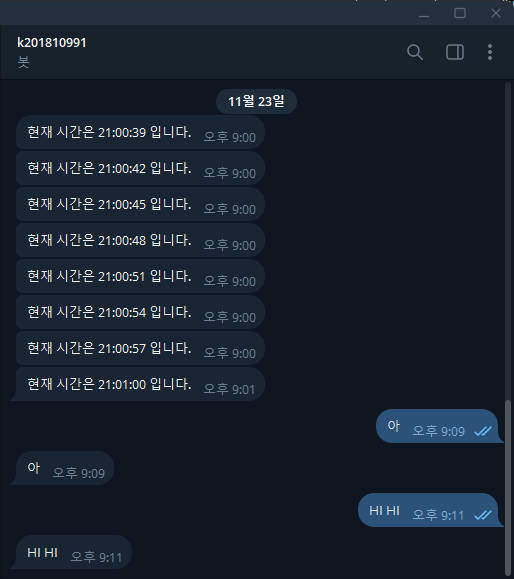 k201810991
봇
11월 23일
현재 시간은 21:00:39 입니다. 오후 9:00
현재 시간은 21:00:42 입니다. 오후 9:00
현재 시간은 21:00:45 입니다. 오후 9:00
현재 시간은 21:00:48 입니다. 오후 9:00
현재 시간은 21:00:51 입니다. 오후 9:00
현재 시간은 21:00:54 입니다. 오후 9:00
현재 시간은 21:00:57 입니다. 오후 9:00
현재 시간은 21:01:00 입니다. 오후 9:01
아 오후 9:09
아 오후 9:09
HI HI 오후 9:11
HI HI 오후 9:11